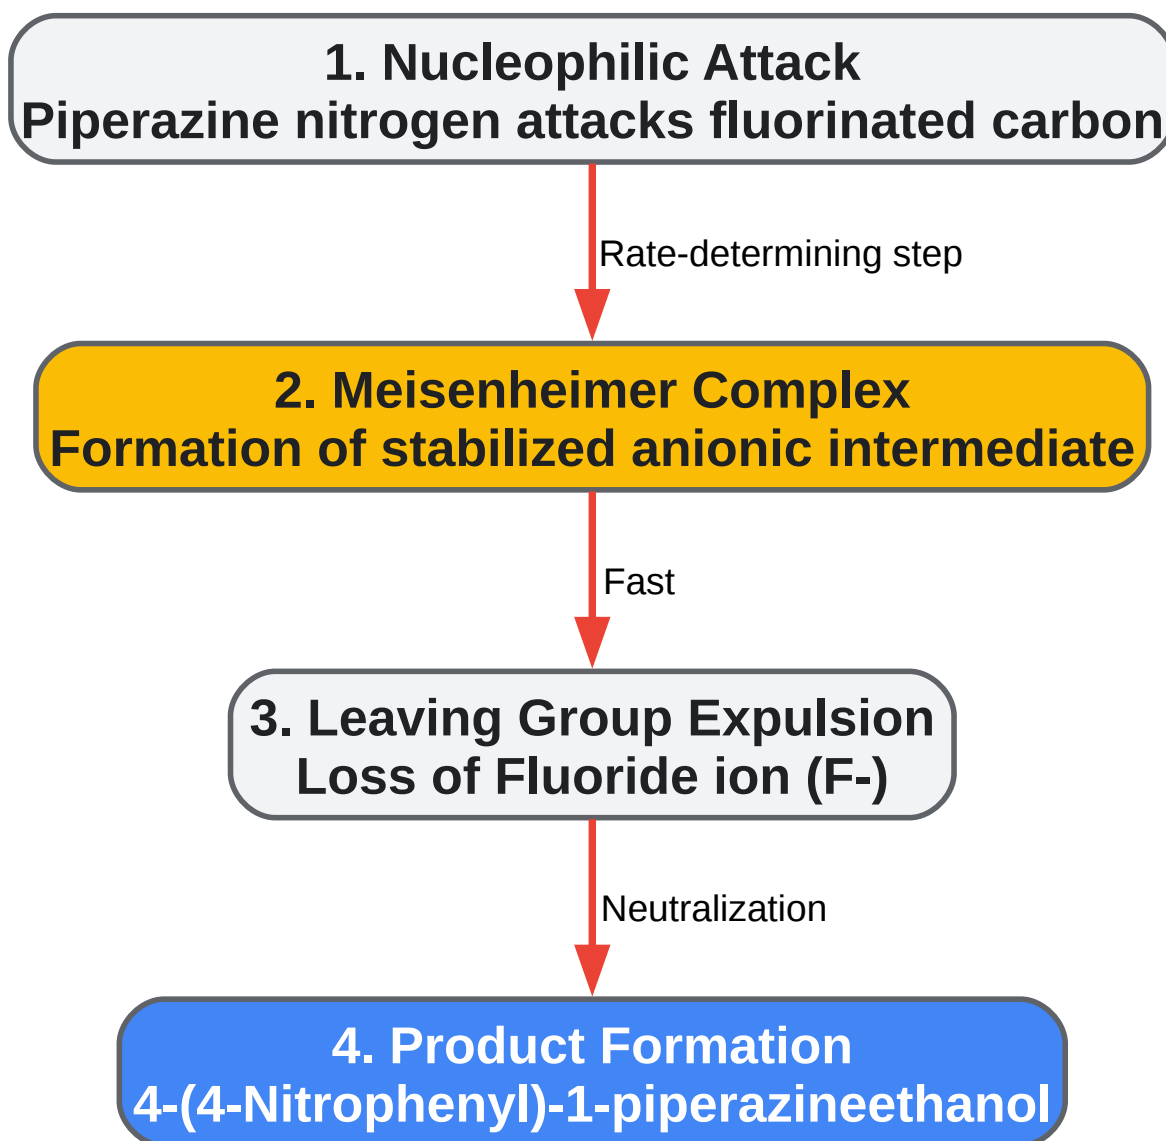 1. Nucleophilic Attack
Piperazine nitrogen attacks fluorinated carbon
Rate-determining step
2. Meisenheimer Complex
Formation of stabilized anionic intermediate
Fast
3. Leaving Group Expulsion
Loss of Fluoride ion (F-)
Neutralization
4. Product Formation
4-(4-Nitrophenyl)-1-piperazineethanol